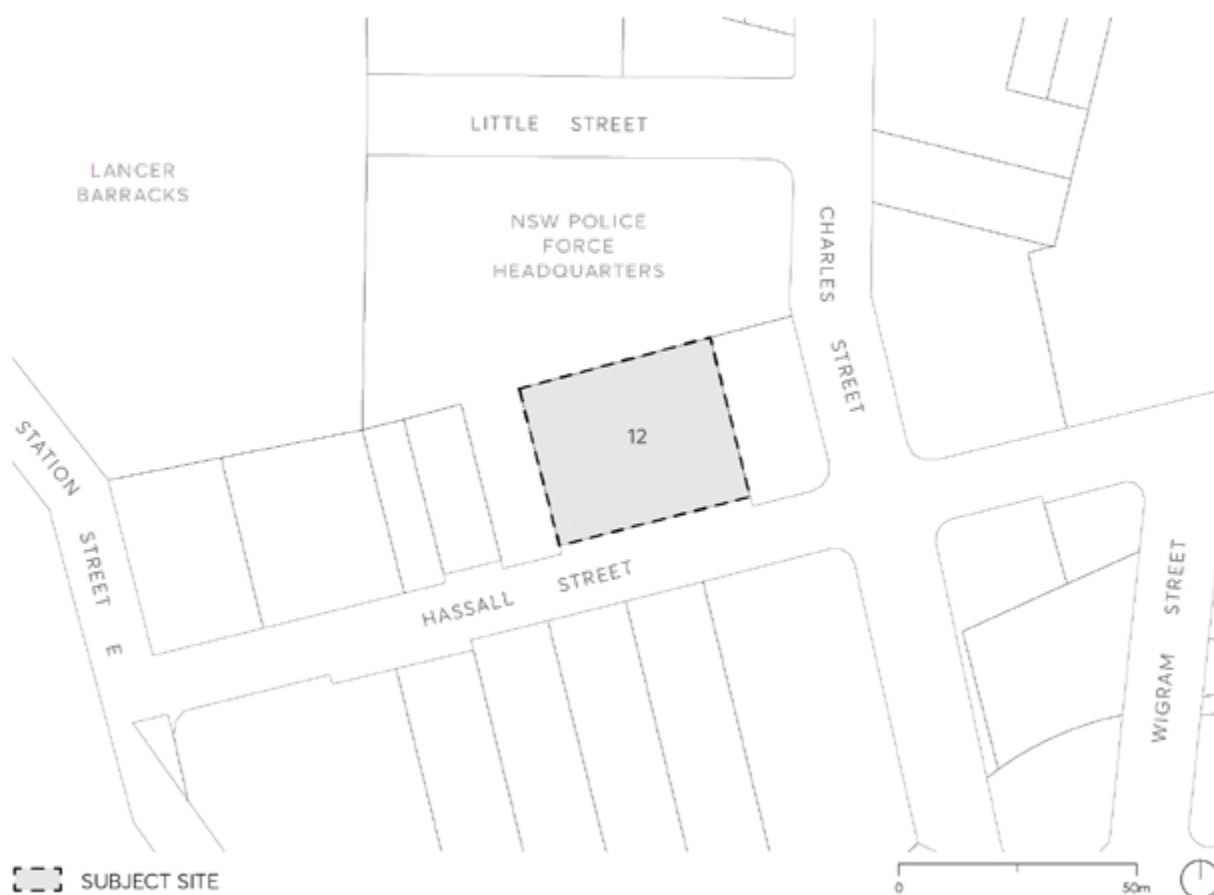 LITTLE STREET
LANCER
BARRACKS
NSW POLICE
FORCE
HEADQUARTERS
CHARLES STREET
12
STATION STREET E
HASSALL STREET
WIGRAM STREET
SUBJECT SITE
0 50m